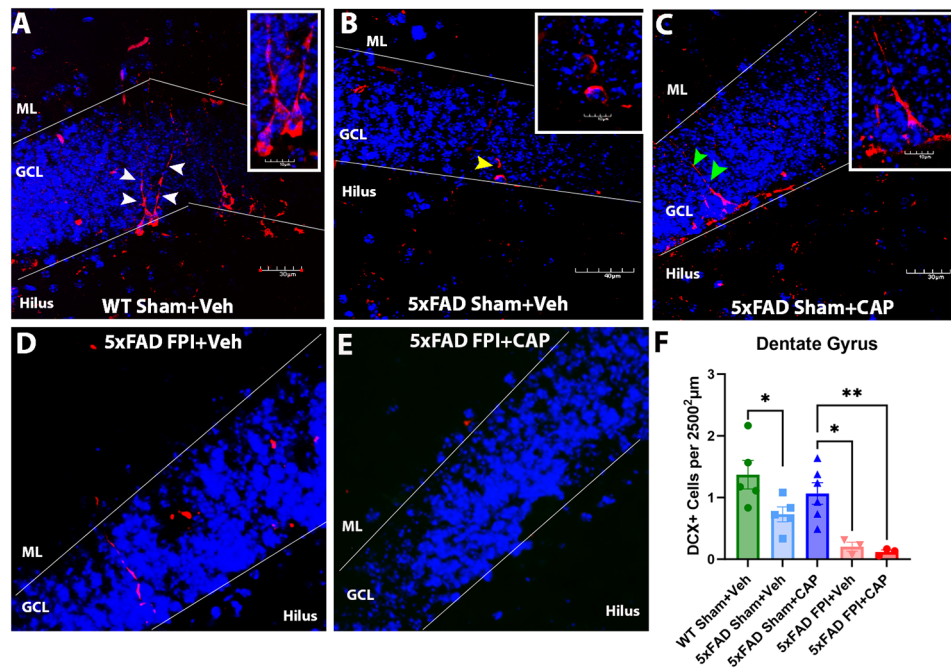 A
ML
GCL
Hilus
30µm
10µm
WT Sham+Veh
B
ML
GCL
Hilus
40µm
10µm
5xFAD Sham+Veh
C
ML
GCL
Hilus
30µm
10µm
5xFAD Sham+CAP
D
5xFAD FPI+Veh
ML
GCL
Hilus
E
5xFAD FPI+CAP
ML
GCL
Hilus
F
Dentate Gyrus
DCX+ Cells per 2500²µm
3
2
1
0
*
*
**
WT Sham+Veh
5xFAD Sham+Veh
5xFAD Sham+CAP
5xFAD FPI+Veh
5xFAD FPI+CAP